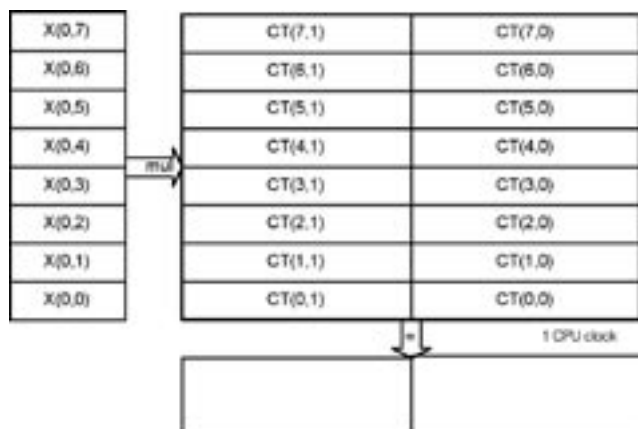 X(0,7) CT(7,1) CT(7,0)
X(0,6) CT(6,1) CT(6,0)
X(0,5) CT(5,1) CT(5,0)
X(0,4) CT(4,1) CT(4,0)
mul
X(0,3) CT(3,1) CT(3,0)
X(0,2) CT(2,1) CT(2,0)
X(0,1) CT(1,1) CT(1,0)
X(0,0) CT(0,1) CT(0,0)
= 1 CPU clock